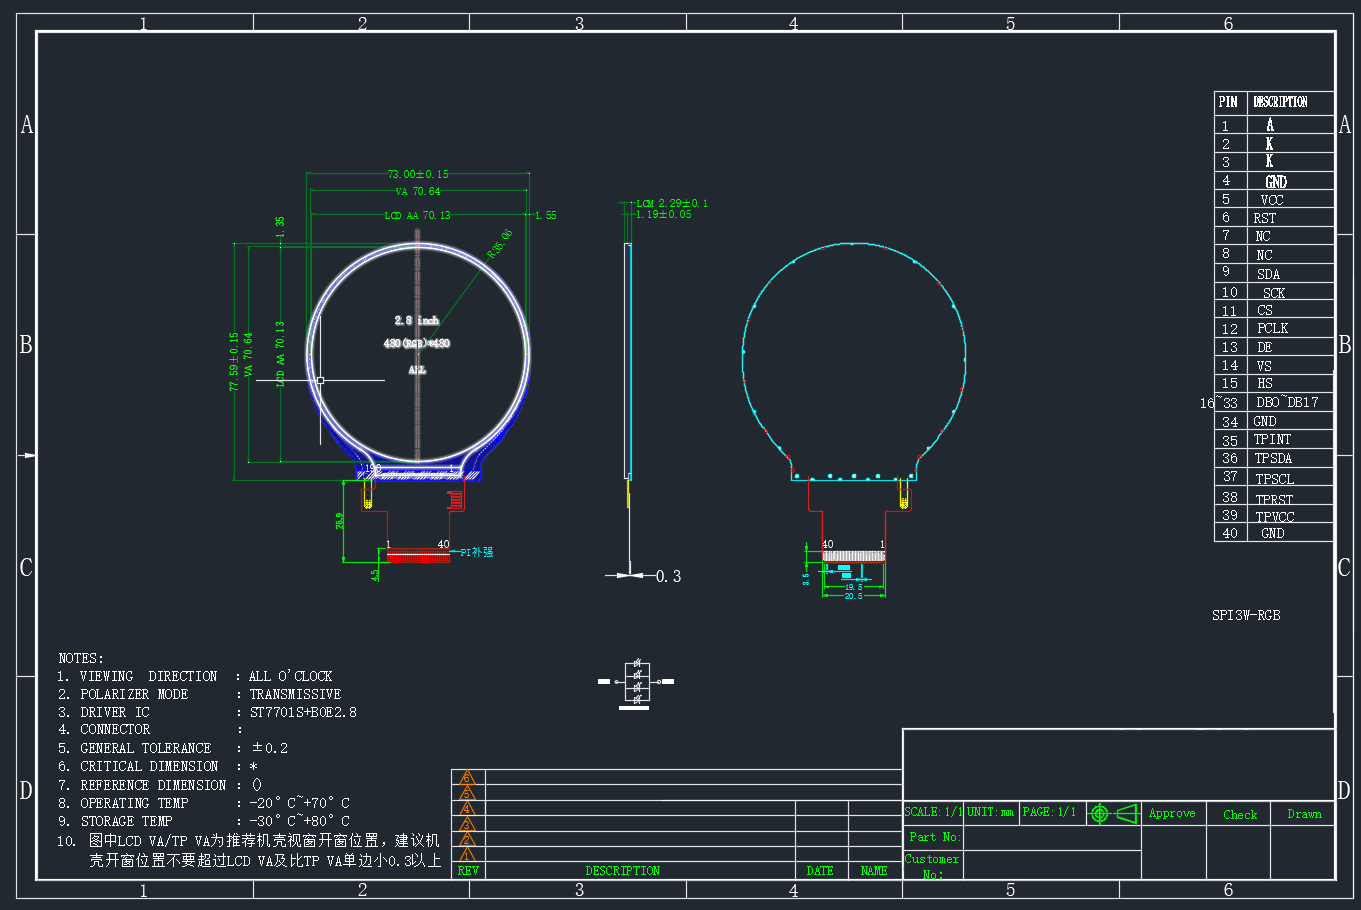 1 2 3 4 5 6
A A
B B
C C
D D
73.00±0.15
VA 70.64
LCD AA 70.13
1.55
1.35
R35.06
77.59±0.15
VA 70.64
LCD AA 70.13
2.8 inch
480(RGB)*480
ALL
190 1
26.9
4.5
1 40
PI补强
LCM 2.29±0.1
1.19±0.05
0.3
40 1
3.5
19.5
20.5
PIN DESCRIPTION
1 A
2 K
3 K
4 GND
5 VCC
6 RST
7 NC
8 NC
9 SDA
10 SCK
11 CS
12 PCLK
13 DE
14 VS
15 HS
16~33 DB0~DB17
34 GND
35 TPINT
36 TPSDA
37 TPSCL
38 TPRST
39 TPVCC
40 GND
SPI3W-RGB
NOTES:
1. VIEWING DIRECTION : ALL O'CLOCK
2. POLARIZER MODE : TRANSMISSIVE
3. DRIVER IC : ST7701S+BOE2.8
4. CONNECTOR :
5. GENERAL TOLERANCE : ±0.2
6. CRITICAL DIMENSION : *
7. REFERENCE DIMENSION : ()
8. OPERATING TEMP : -20°C~+70°C
9. STORAGE TEMP : -30°C~+80°C
10. 图中LCD VA/TP VA为推荐机壳视窗开窗位置，建议机
壳开窗位置不要超过LCD VA及比TP VA单边小0.3以上
6
5
4
3
2
1
REV DESCRIPTION DATE NAME
SCALE:1/1 UNIT:mm PAGE:1/1 Approve Check Drawn
Part No:
Customer
No:
1 2 3 4 5 6